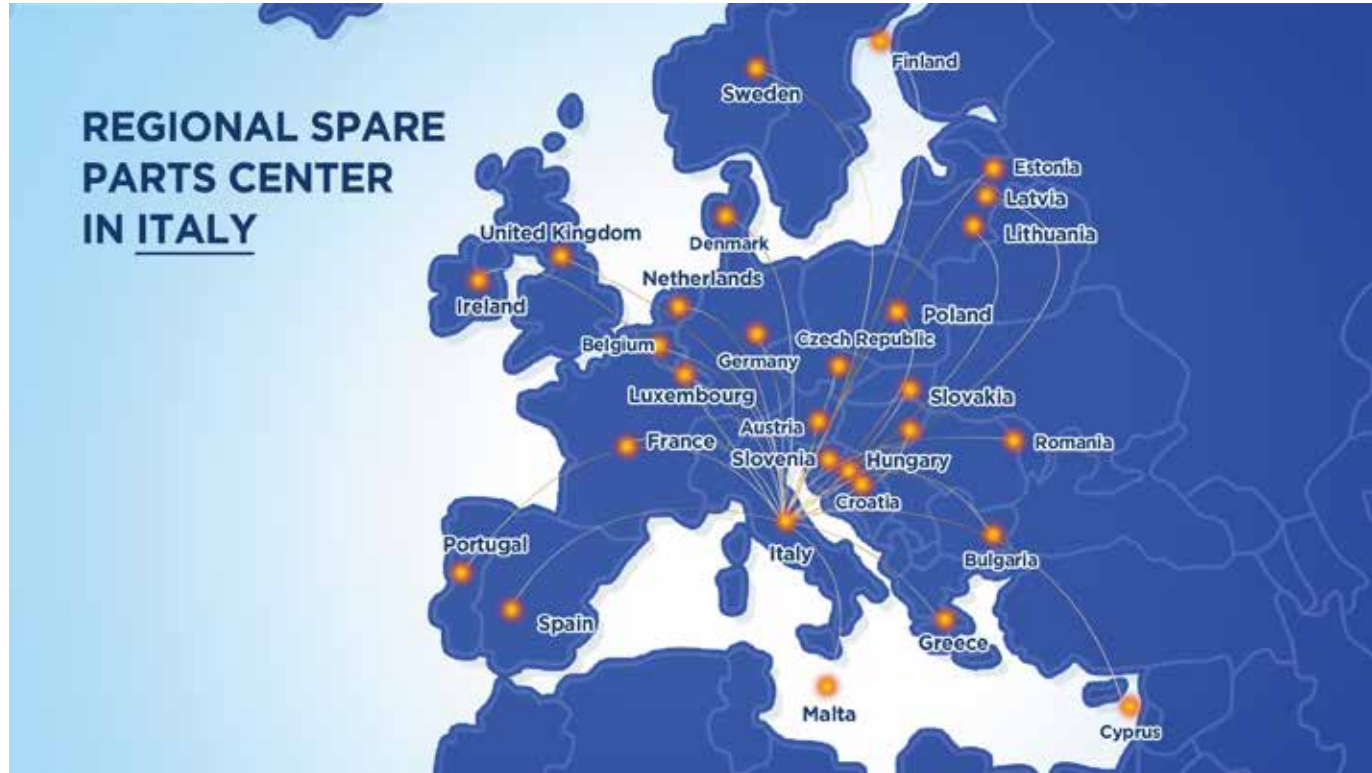 REGIONAL SPARE
PARTS CENTER
IN ITALY
Finland
Sweden
Estonia
Latvia
Lithuania
United Kingdom
Denmark
Netherlands
Ireland
Poland
Czech Republic
Belgium
Germany
Luxembourg
Slovakia
Austria
France
Romania
Slovenia
Hungary
Croatia
Portugal
Italy
Bulgaria
Spain
Greece
Malta
Cyprus